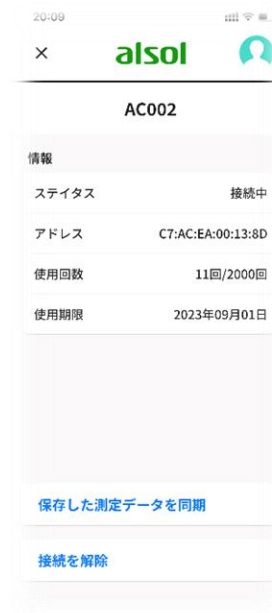 20:09
×
alsol
AC002
情報
ステイタス 接続中
アドレス C7:AC:EA:00:13:8D
使用回数 11回/2000回
使用期限 2023年09月01日
保存した測定データを同期
接続を解除